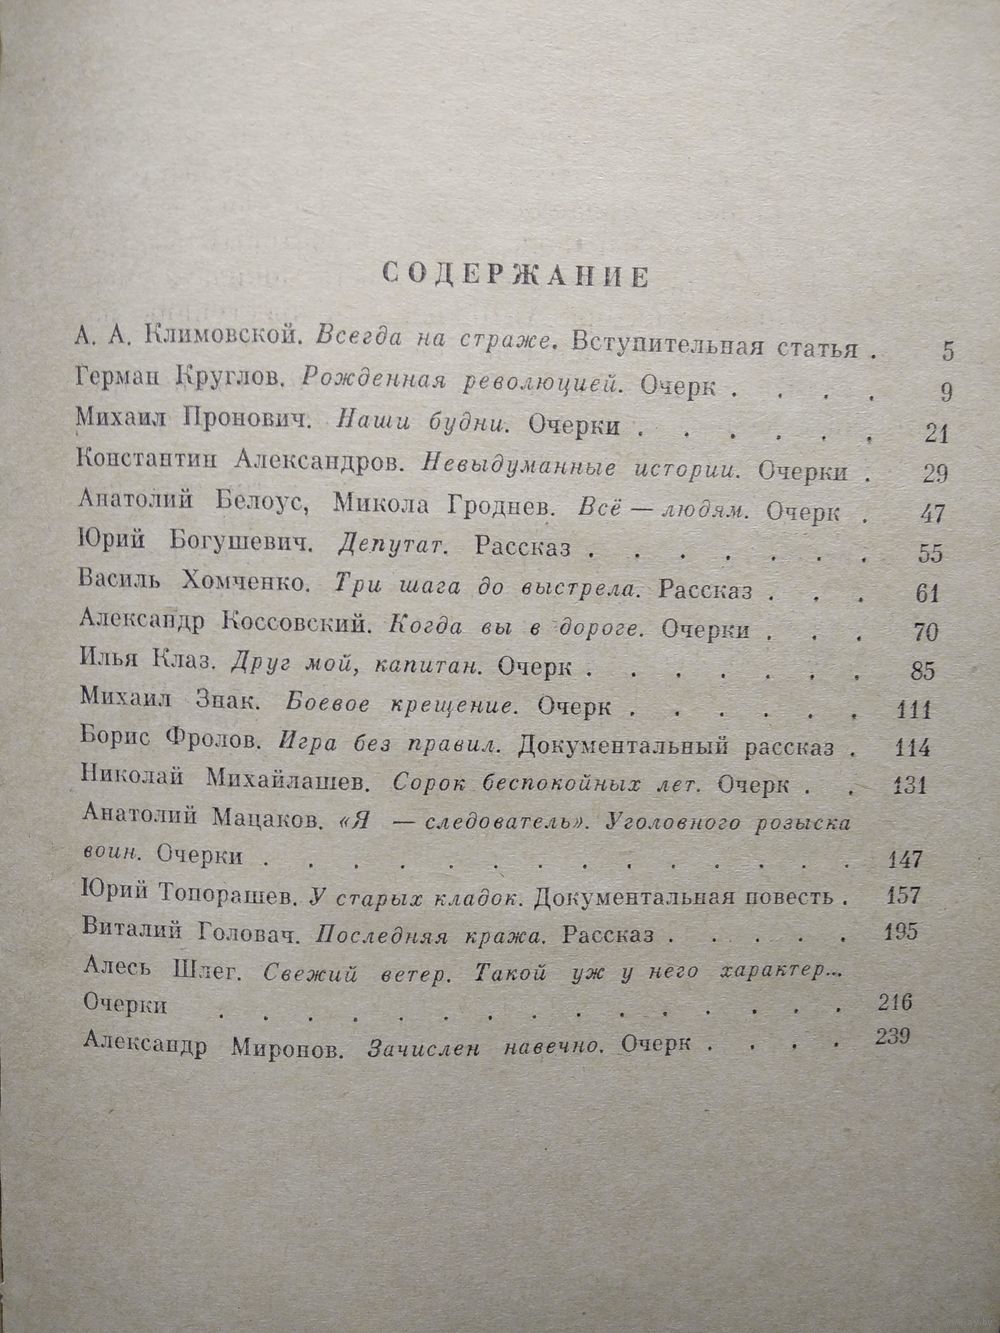 СОДЕРЖАНИЕ
А. А. Климовской. Всегда на страже. Вступительная статья . 5
Герман Круглов. Рожденная революцией. Очерк . . . . 9
Михаил Пронович. Наши будни. Очерки . . . . . . 21
Константин Александров. Невыдуманные истории. Очерки . 29
Анатолий Белоус, Микола Гроднев. Всё — людям. Очерк . 47
Юрий Богушевич. Депутат. Рассказ . . . . . . . 55
Василь Хомченко. Три шага до выстрела. Рассказ . . . 61
Александр Коссовский. Когда вы в дороге. Очерки . . . 70
Илья Клаз. Друг мой, капитан. Очерк . . . . . . . 85
Михаил Знак. Боевое крещение. Очерк . . . . . . 111
Борис Фролов. Игра без правил. Документальный рассказ . 114
Николай Михайлашев. Сорок беспокойных лет. Очерк . . 131
Анатолий Мацаков. «Я — следователь». Уголовного розыска
воин. Очерки . . . . . . . . . . . . . . 147
Юрий Топорашев. У старых кладок. Документальная повесть . 157
Виталий Головач. Последняя кража. Рассказ . . . . . 195
Алесь Шлег. Свежий ветер. Такой уж у него характер...
Очерки . . . . . . . . . . . . . . . 216
Александр Миронов. Зачислен навечно. Очерк . . . . 239